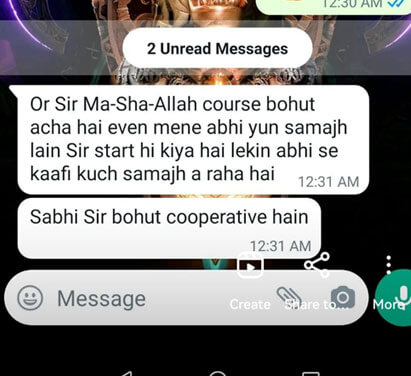 12:30 AM
2 Unread Messages
Or Sir Ma-Sha-Allah course bohut
acha hai even mene abhi yun samajh
lain Sir start hi kiya hai lekin abhi se
kaafi kuch samajh a raha hai
12:31 AM
Sabhi Sir bohut cooperative hain
12:31 AM
Message
Create Share to... More